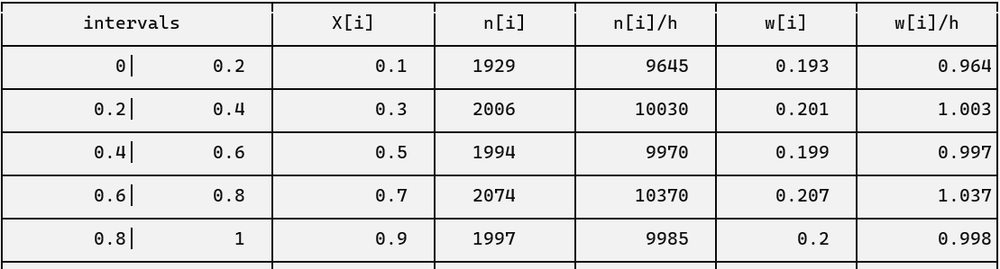 intervals X[i] n[i] n[i]/h w[i] w[i]/h
0| 0.2 0.1 1929 9645 0.193 0.964
0.2| 0.4 0.3 2006 10030 0.201 1.003
0.4| 0.6 0.5 1994 9970 0.199 0.997
0.6| 0.8 0.7 2074 10370 0.207 1.037
0.8| 1 0.9 1997 9985 0.2 0.998